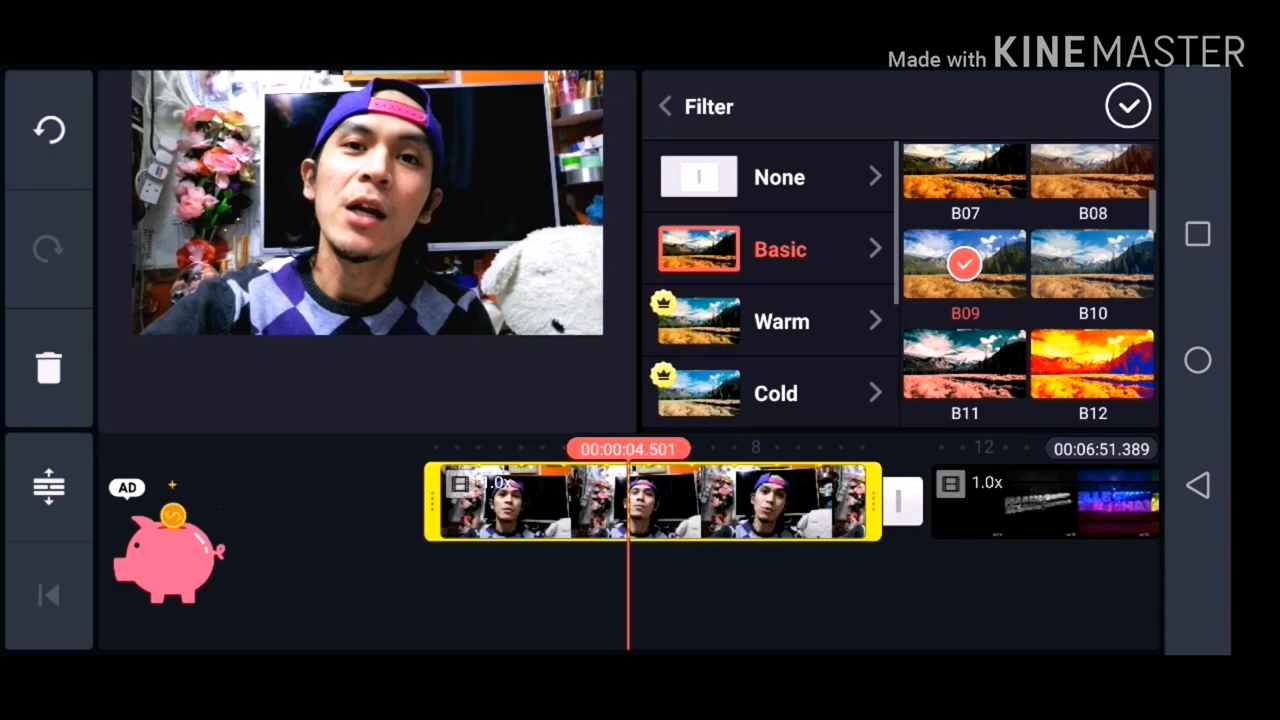 Made with KINEMASTER
Filter
None
Basic
Warm
Cold
B07
B08
B09
B10
B11
B12
00:00:04.501
8
12
00:06:51.389
AD
1.0x
1.0x